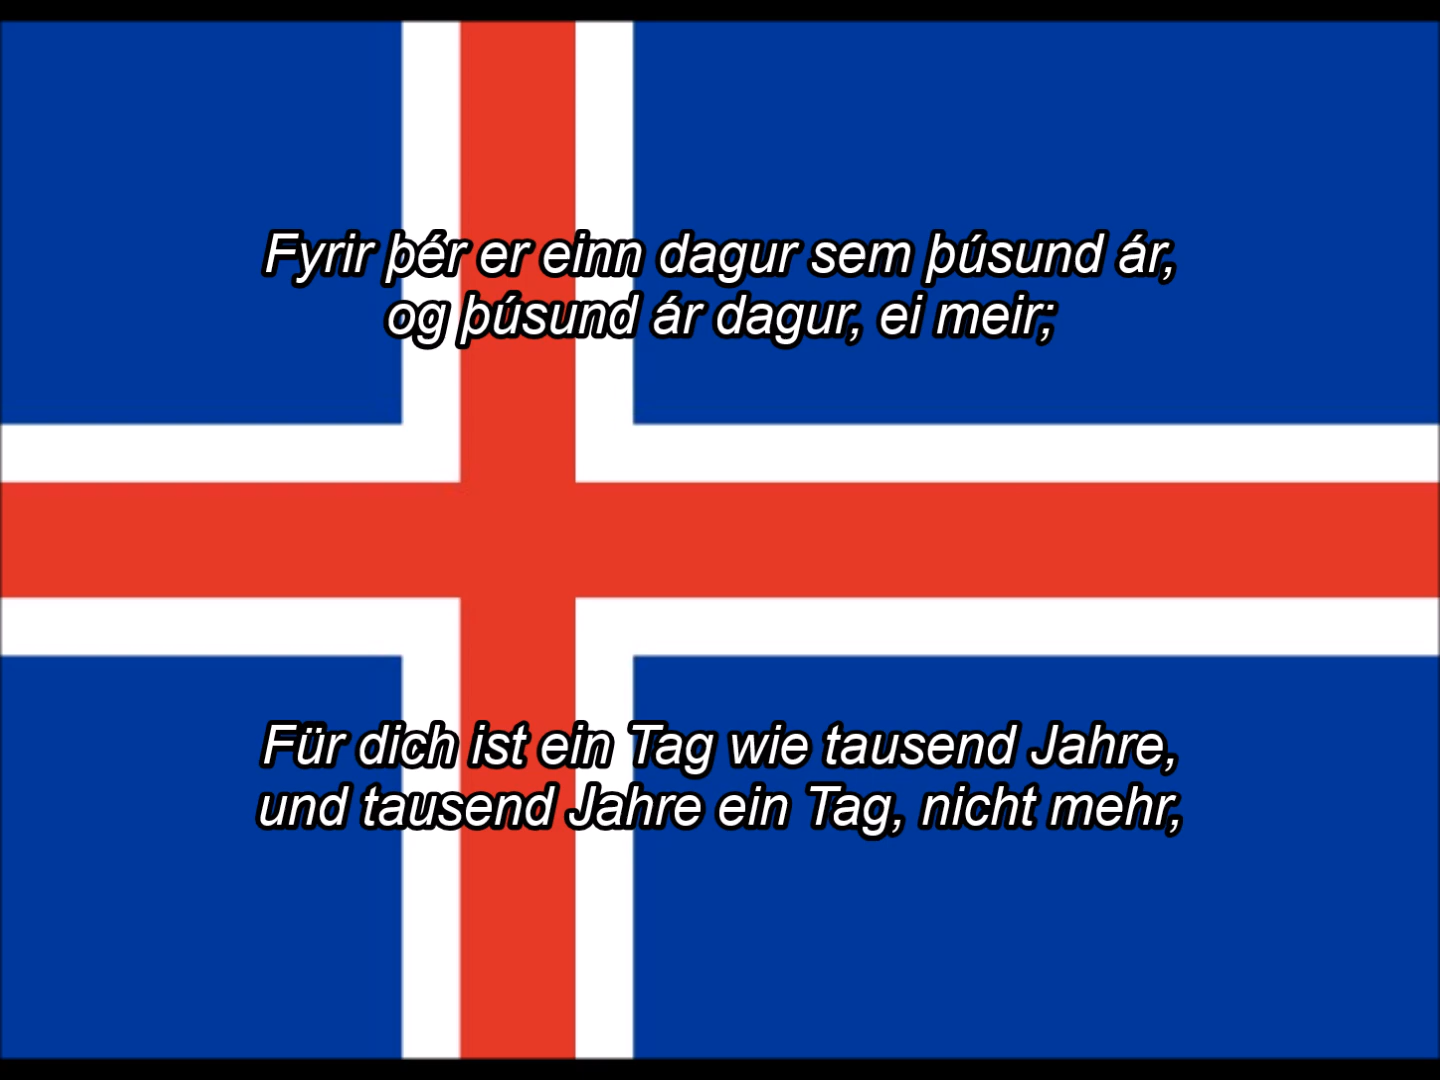 Fyrir þér er einn dagur sem þúsund ár,
og þúsund ár dagur, ei meir;
Für dich ist ein Tag wie tausend Jahre,
und tausend Jahre ein Tag, nicht mehr,